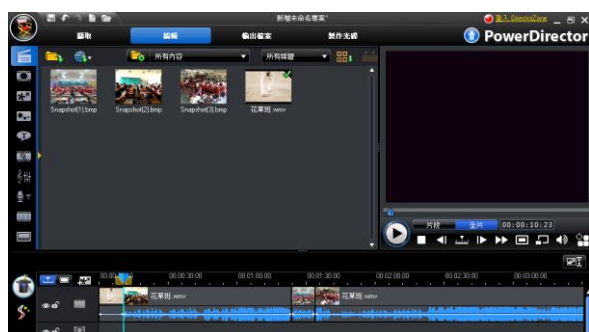 新增未命名專案*
登入 DirectorZone
擷取 編輯 輸出檔案 製作光碟
PowerDirector
所有內容 所有媒體
Snapshot(1).bmp Snapshot(2).bmp Snapshot(3).bmp 花草班.wmv
片段 全片 00:00:10:23
00:00:30:00 00:01:00:00 00:01:30:00 00:02:00:00 00:02:30:00 00:03:00:00
花草班.wmv 花草班.wmv